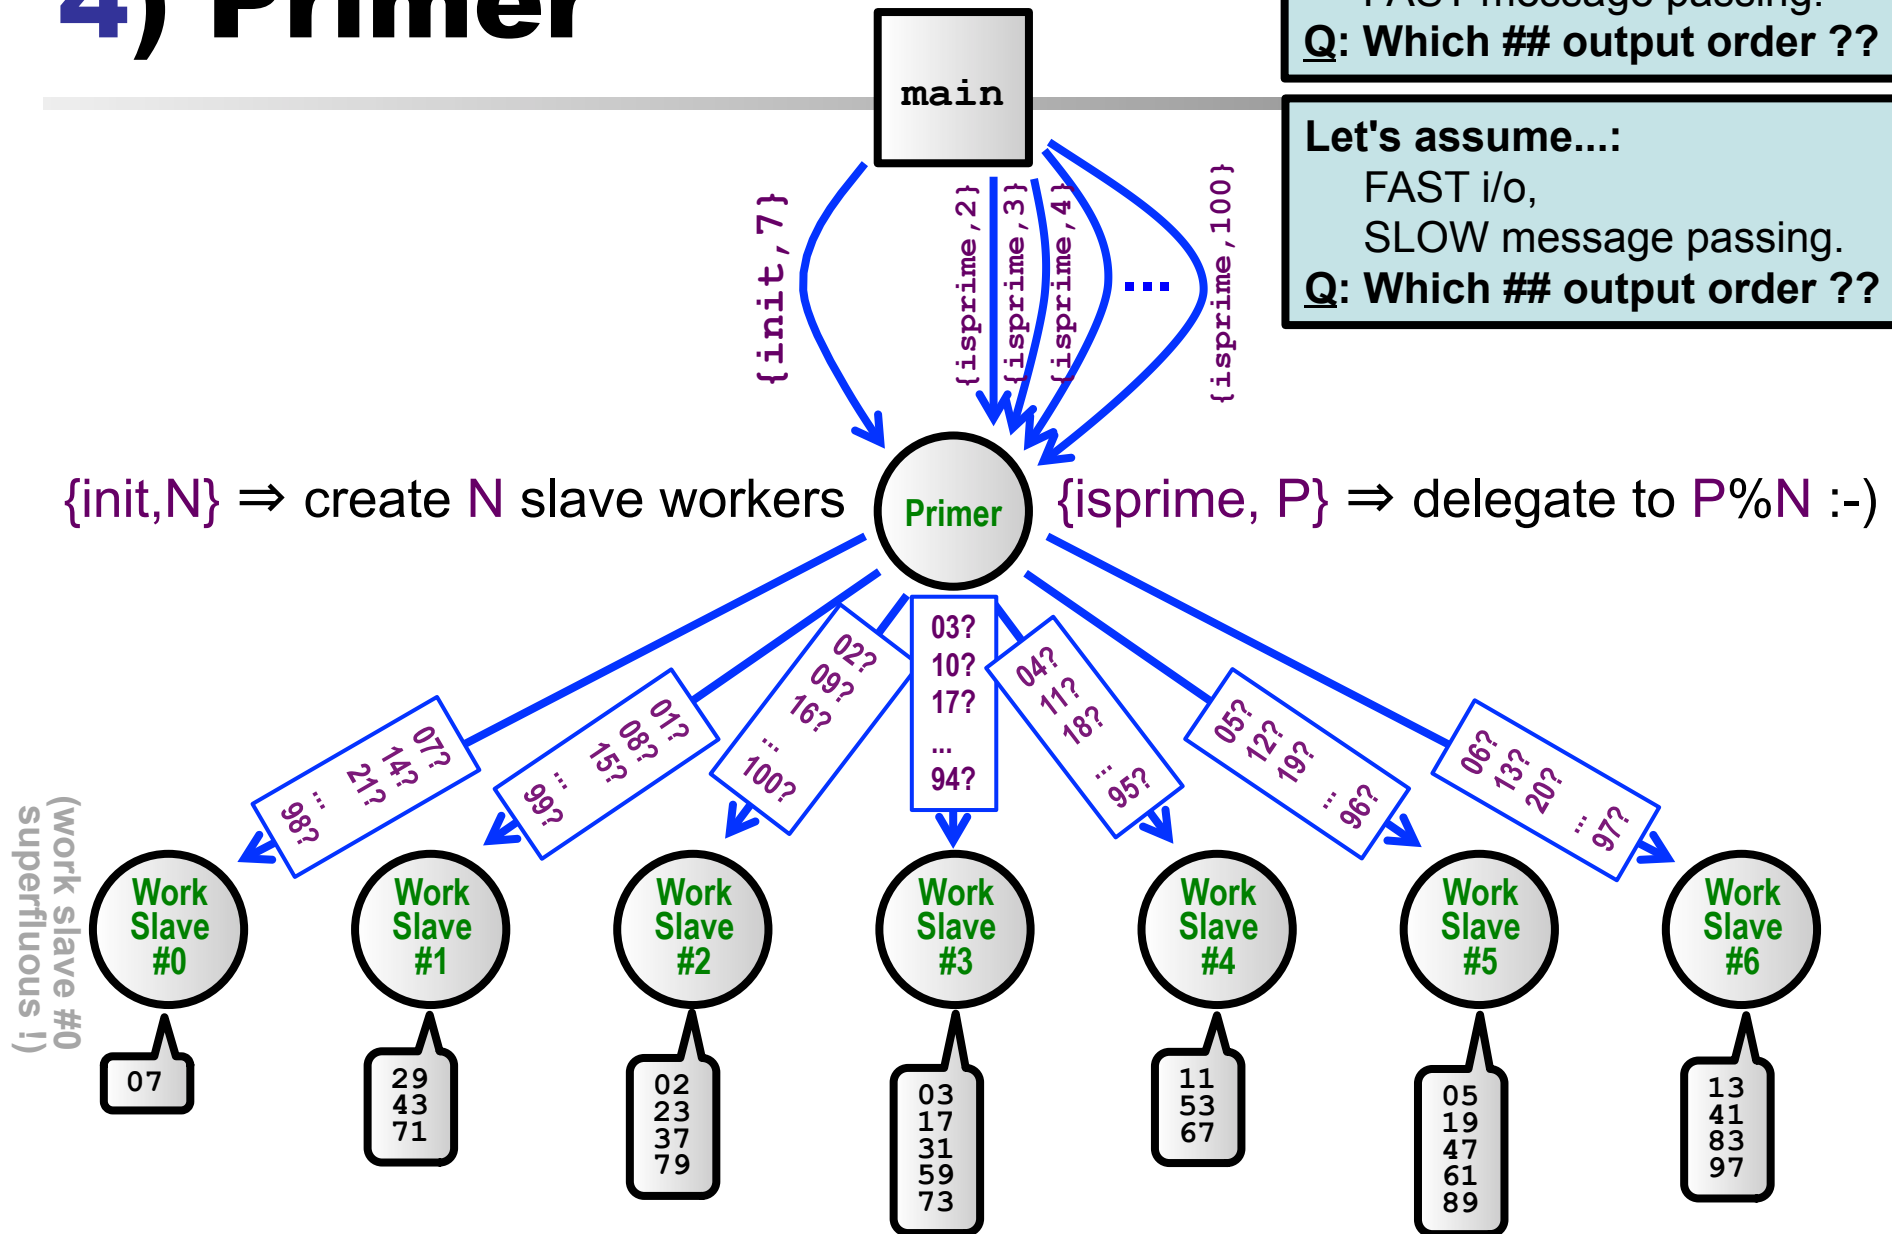 4) Primer
FAST message passing.
Q: Which ## output order ??
main
Let's assume...:
FAST i/o,
SLOW message passing.
Q: Which ## output order ??
{init,7}
{isprime,2}
{isprime,3}
{isprime,4}
...
{isprime,100}
{init,N} ⇒ create N slave workers
Primer
{isprime, P} ⇒ delegate to P%N :-)
07?
14?
21?
...
98?
01?
08?
15?
...
99?
02?
09?
16?
...
100?
03?
10?
17?
...
94?
04?
11?
18?
...
95?
05?
12?
19?
...
96?
06?
13?
20?
...
97?
(work slave #0
superfluous !)
Work
Slave
#0
Work
Slave
#1
Work
Slave
#2
Work
Slave
#3
Work
Slave
#4
Work
Slave
#5
Work
Slave
#6
07
29
43
71
02
23
37
79
03
17
31
59
73
11
53
67
05
19
47
61
89
13
41
83
97